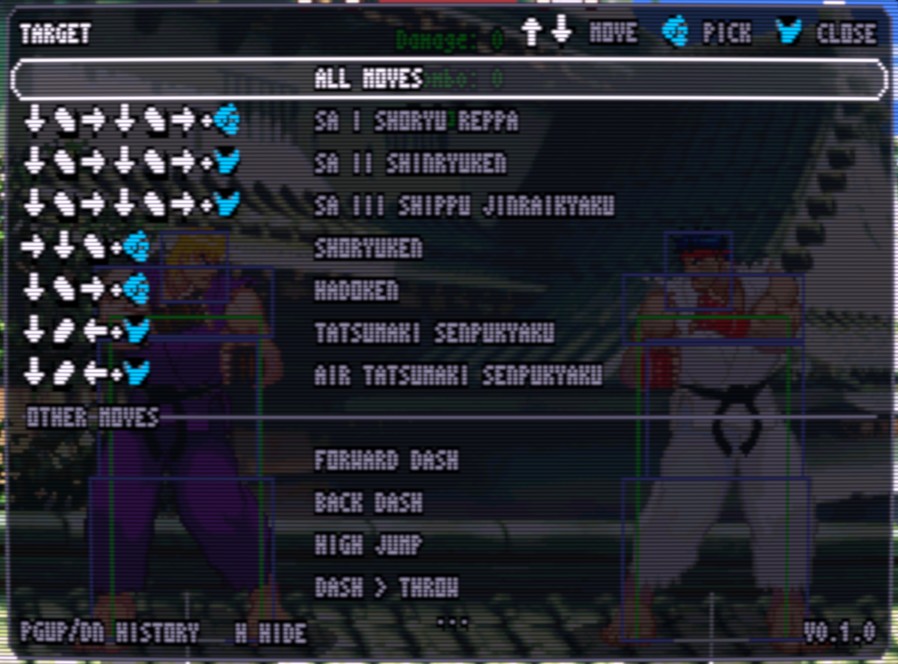 TARGET
MOVE PICK CLOSE
Damage: 0
ALL MOVES
Combo: 0
SA I SHORYU REPPA
SA II SHINRYUKEN
SA III SHIPPU JINRAIKYAKU
SHORYUKEN
HADOKEN
TATSUMAKI SENPUKYAKU
AIR TATSUMAKI SENPUKYAKU
OTHER MOVES
FORWARD DASH
BACK DASH
HIGH JUMP
DASH > THROW
...
PGUP/DN HISTORY H HIDE
V0.1.0